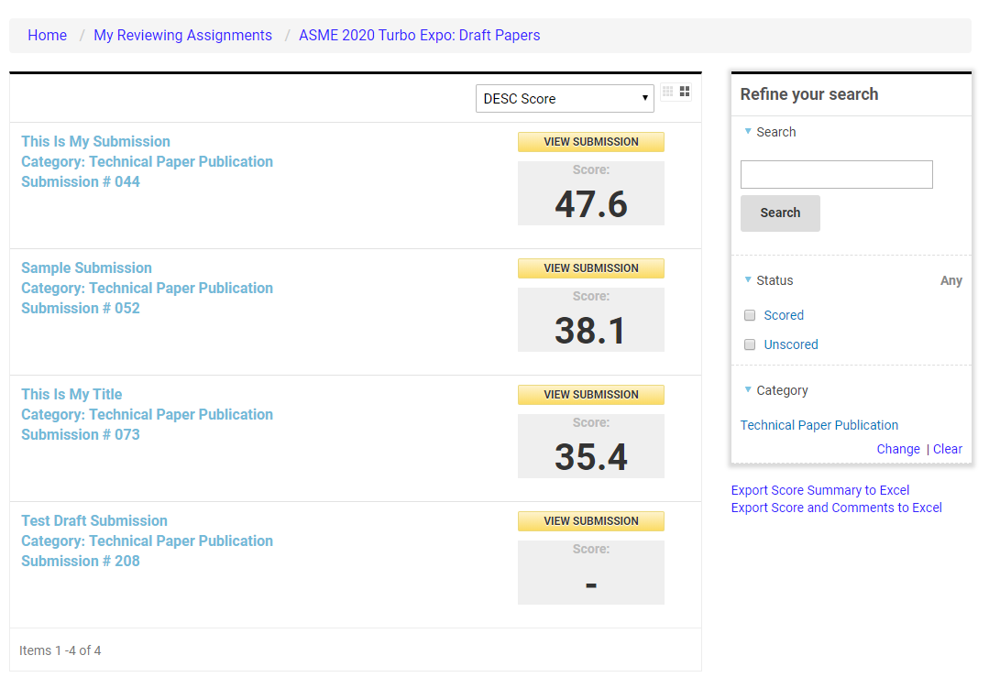 Home / My Reviewing Assignments / ASME 2020 Turbo Expo: Draft Papers
DESC Score
This Is My Submission
Category: Technical Paper Publication
Submission # 044
VIEW SUBMISSION
Score:
47.6
Sample Submission
Category: Technical Paper Publication
Submission # 052
VIEW SUBMISSION
Score:
38.1
This Is My Title
Category: Technical Paper Publication
Submission # 073
VIEW SUBMISSION
Score:
35.4
Test Draft Submission
Category: Technical Paper Publication
Submission # 208
VIEW SUBMISSION
Score:
-
Items 1 -4 of 4
Refine your search
Search
Search
Status Any
Scored
Unscored
Category
Technical Paper Publication
Change | Clear
Export Score Summary to Excel
Export Score and Comments to Excel